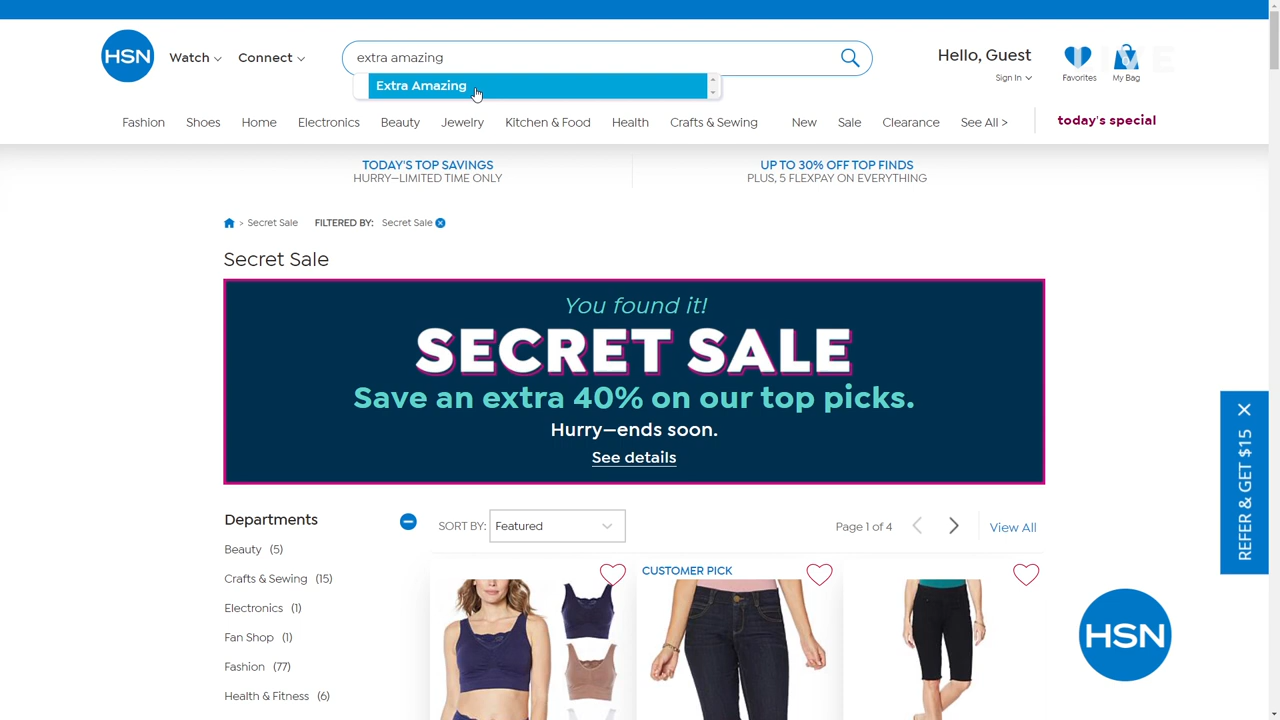 HSN
Watch
Connect
extra amazing
Extra Amazing
Hello, Guest
Sign In
Favorites
My Bag
LIVE
Fashion
Shoes
Home
Electronics
Beauty
Jewelry
Kitchen & Food
Health
Crafts & Sewing
New
Sale
Clearance
See All >
today's special
TODAY'S TOP SAVINGS
HURRY—LIMITED TIME ONLY
UP TO 30% OFF TOP FINDS
PLUS, 5 FLEXPAY ON EVERYTHING
> Secret Sale
FILTERED BY: Secret Sale
Secret Sale
You found it!
SECRET SALE
Save an extra 40% on our top picks.
Hurry—ends soon.
See details
REFER & GET $15
Departments
Beauty (5)
Crafts & Sewing (15)
Electronics (1)
Fan Shop (1)
Fashion (77)
Health & Fitness (6)
SORT BY: Featured
Page 1 of 4
View All
CUSTOMER PICK
HSN